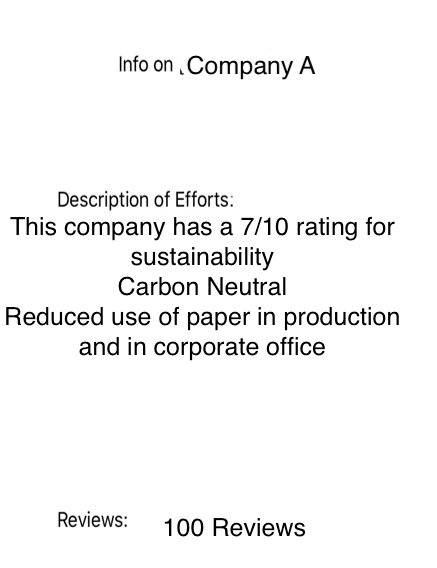 Info on Company A
Description of Efforts:
This company has a 7/10 rating for
sustainability
Carbon Neutral
Reduced use of paper in production
and in corporate office
Reviews: 100 Reviews